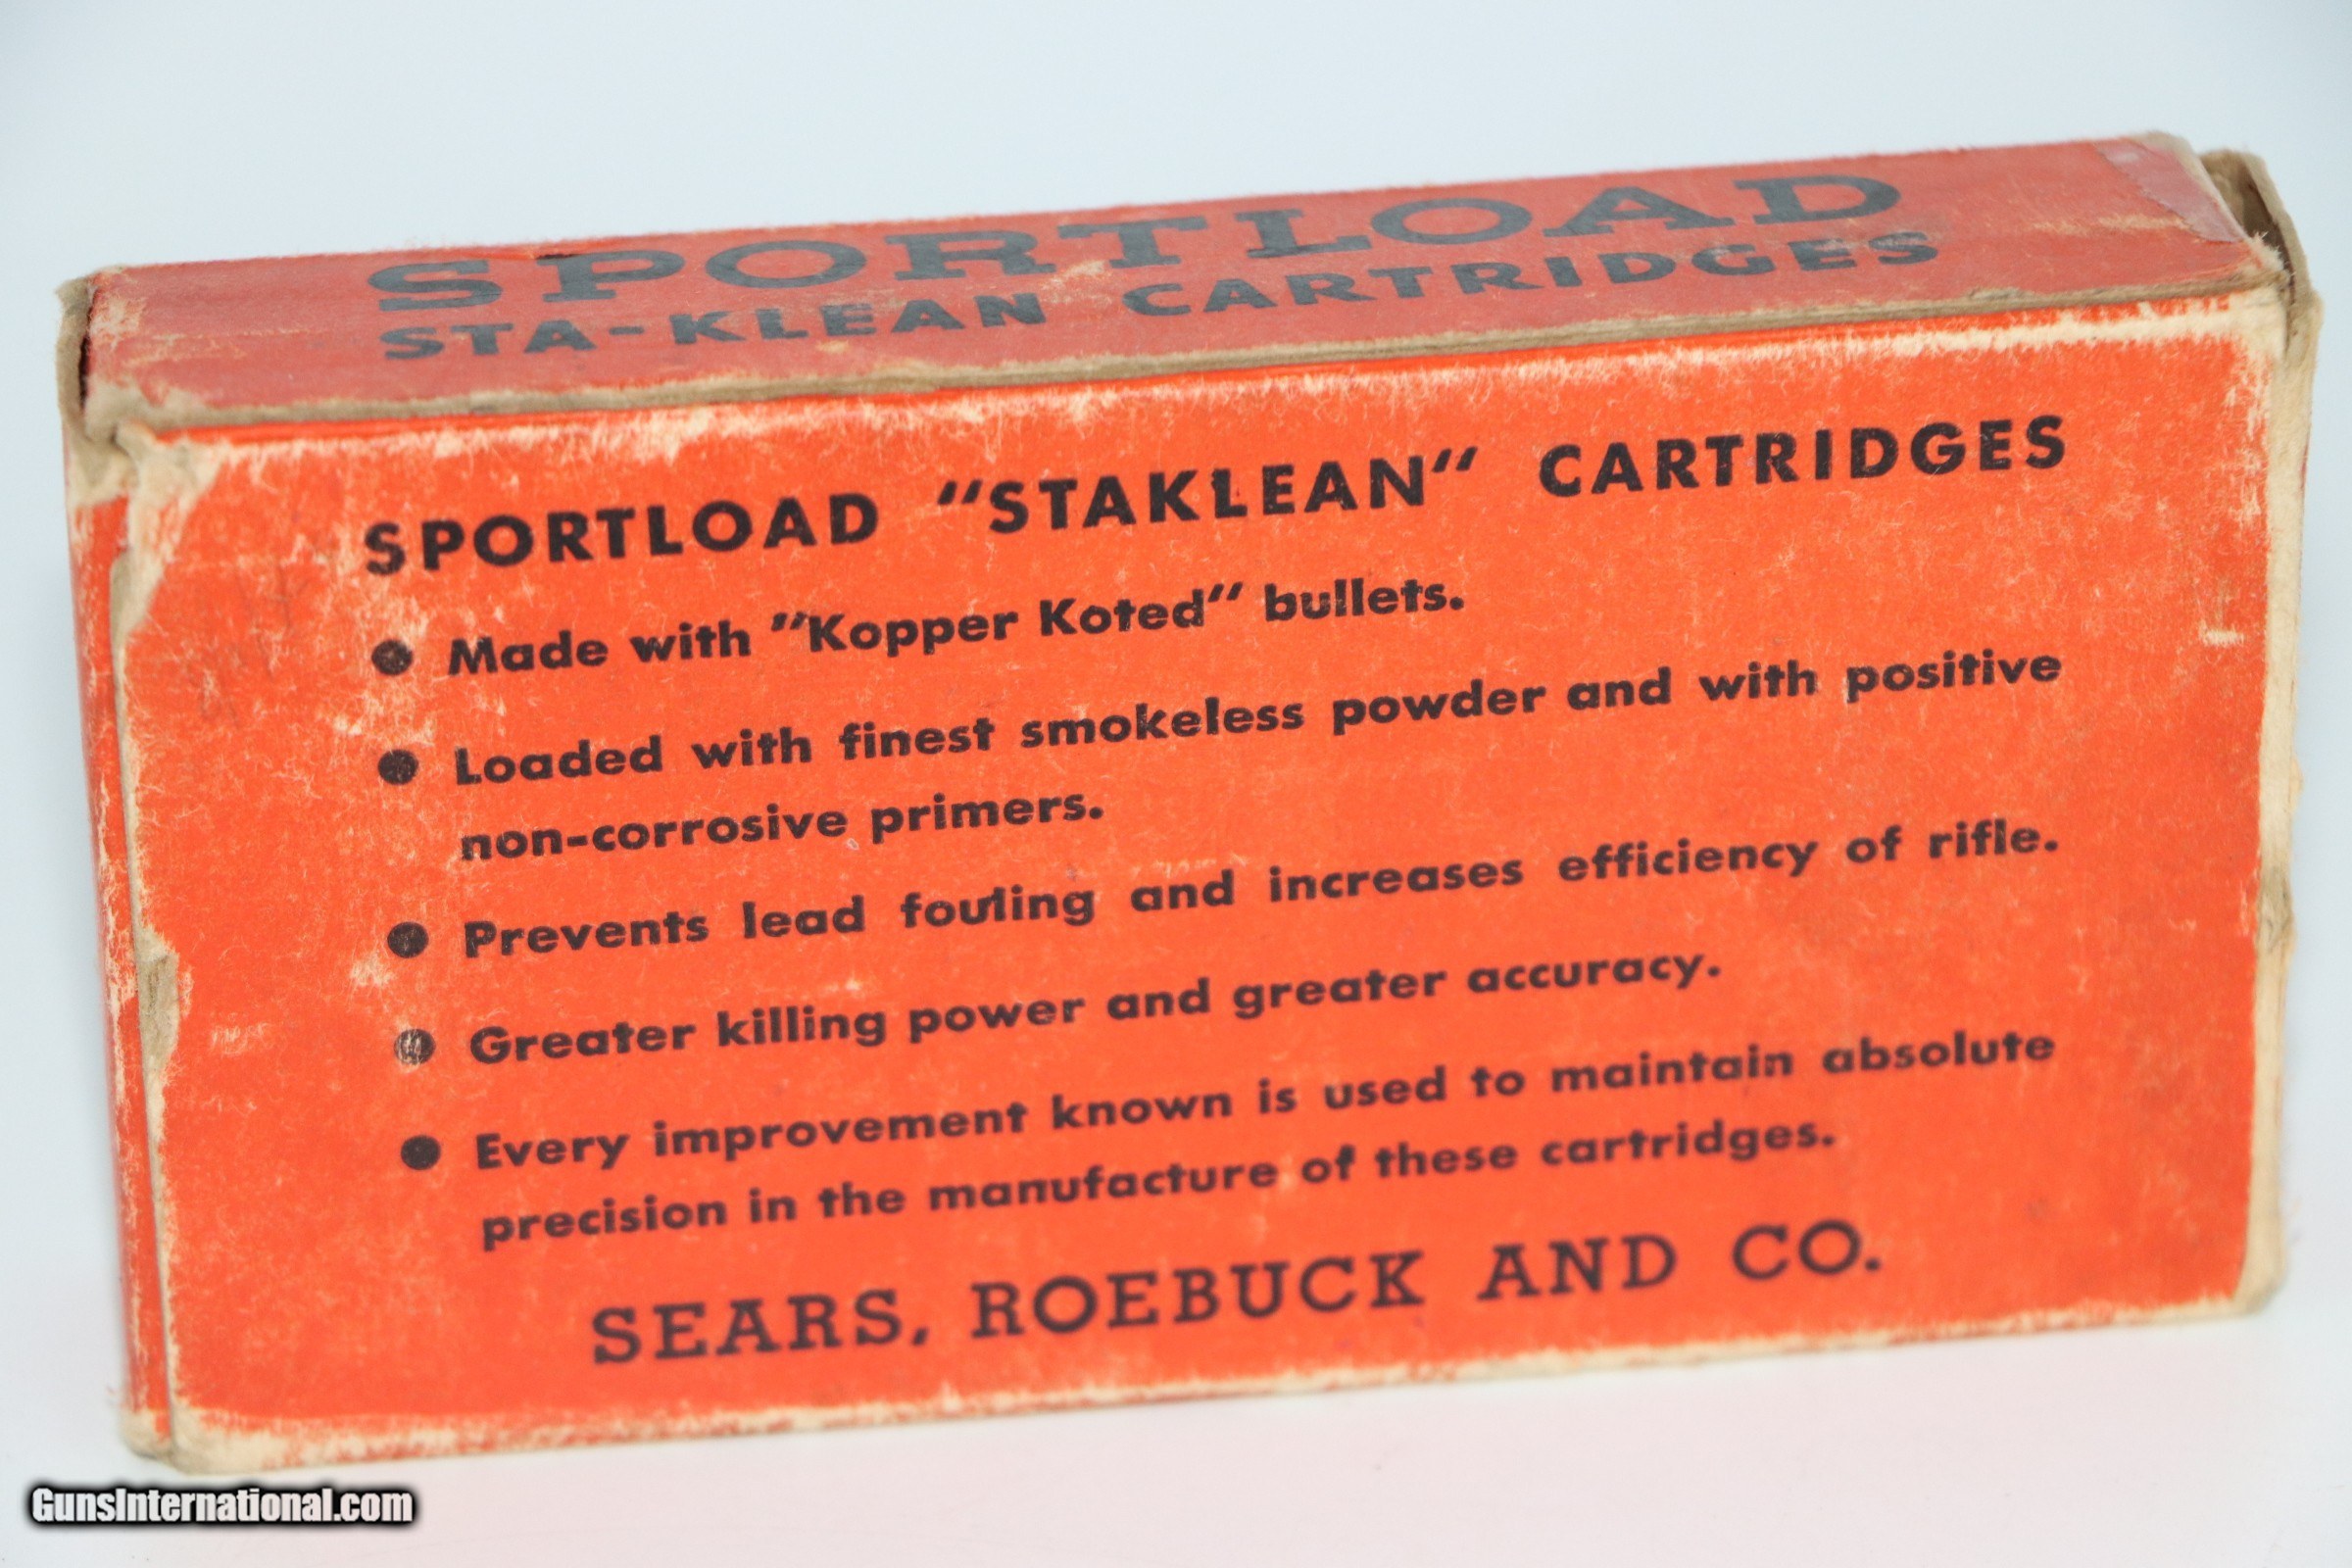 SPORTLOAD
STA-KLEAN CARTRIDGES
SPORTLOAD "STAKLEAN" CARTRIDGES
● Made with "Kopper Koted" bullets.
● Loaded with finest smokeless powder and with positive
non-corrosive primers.
● Prevents lead fouling and increases efficiency of rifle.
● Greater killing power and greater accuracy.
● Every improvement known is used to maintain absolute
precision in the manufacture of these cartridges.
SEARS, ROEBUCK AND CO.
GunsInternational.com